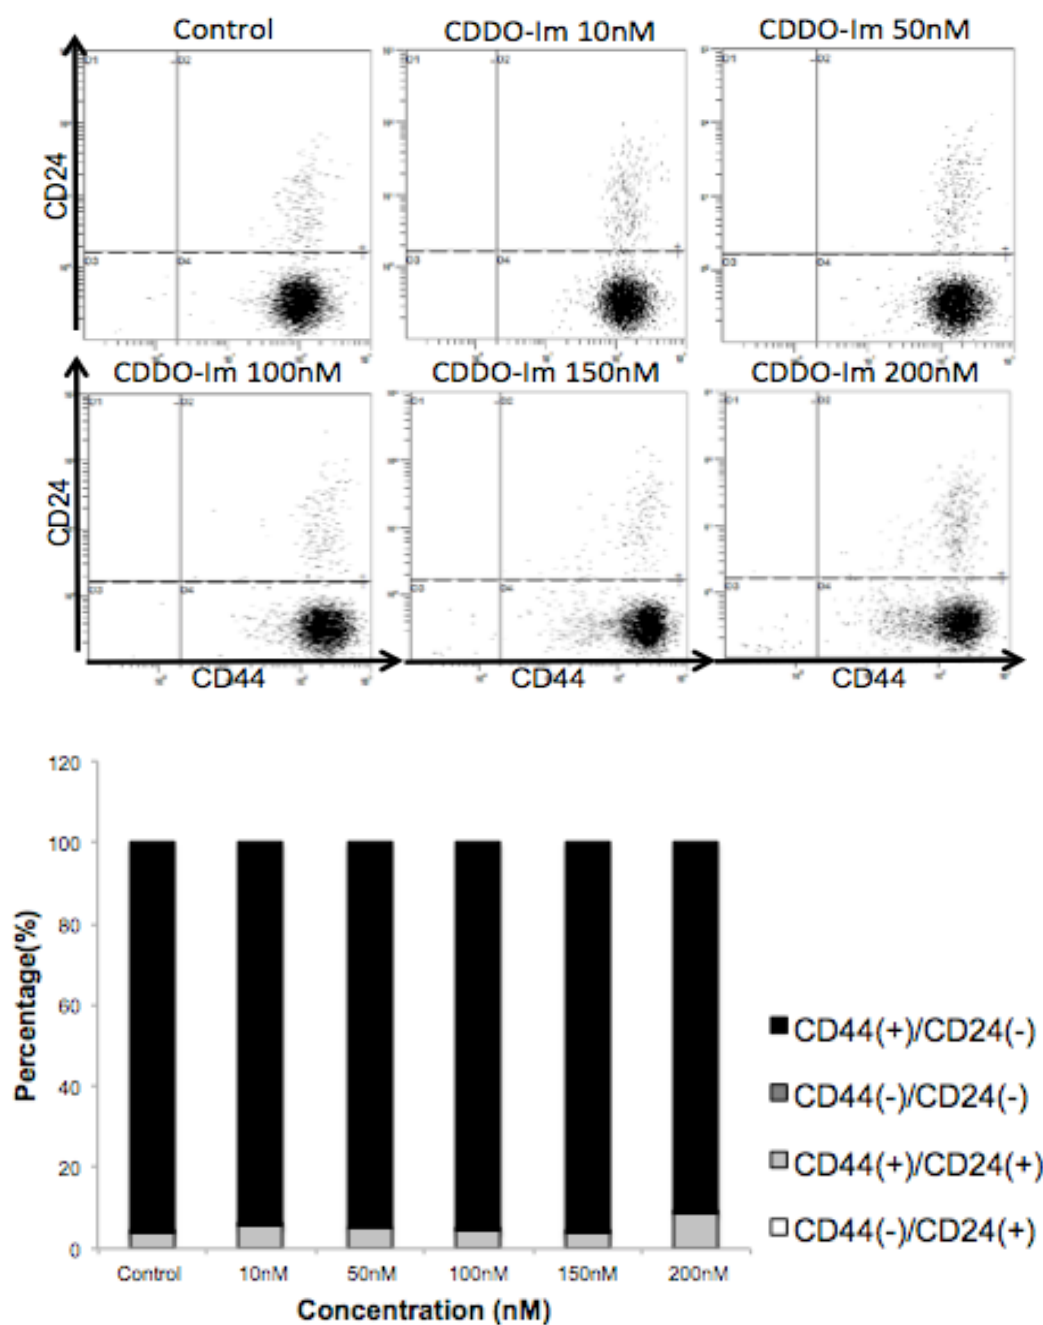 Control
CDDO-Im 10nM
CDDO-Im 50nM
CD24
CDDO-Im 100nM
CDDO-Im 150nM
CDDO-Im 200nM
CD24
CD44
CD44
CD44
120
100
80
60
40
20
0
Percentage(%)
Control
10nM
50nM
100nM
150nM
200nM
Concentration (nM)
CD44(+)/CD24(-)
CD44(-)/CD24(-)
CD44(+)/CD24(+)
CD44(-)/CD24(+)